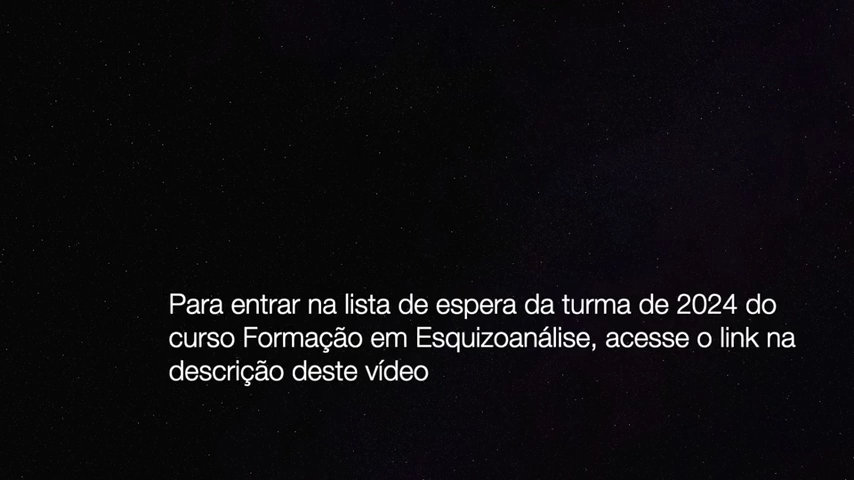 Para entrar na lista de espera da turma de 2024 do
curso Formação em Esquizoanálise, acesse o link na
descrição deste vídeo